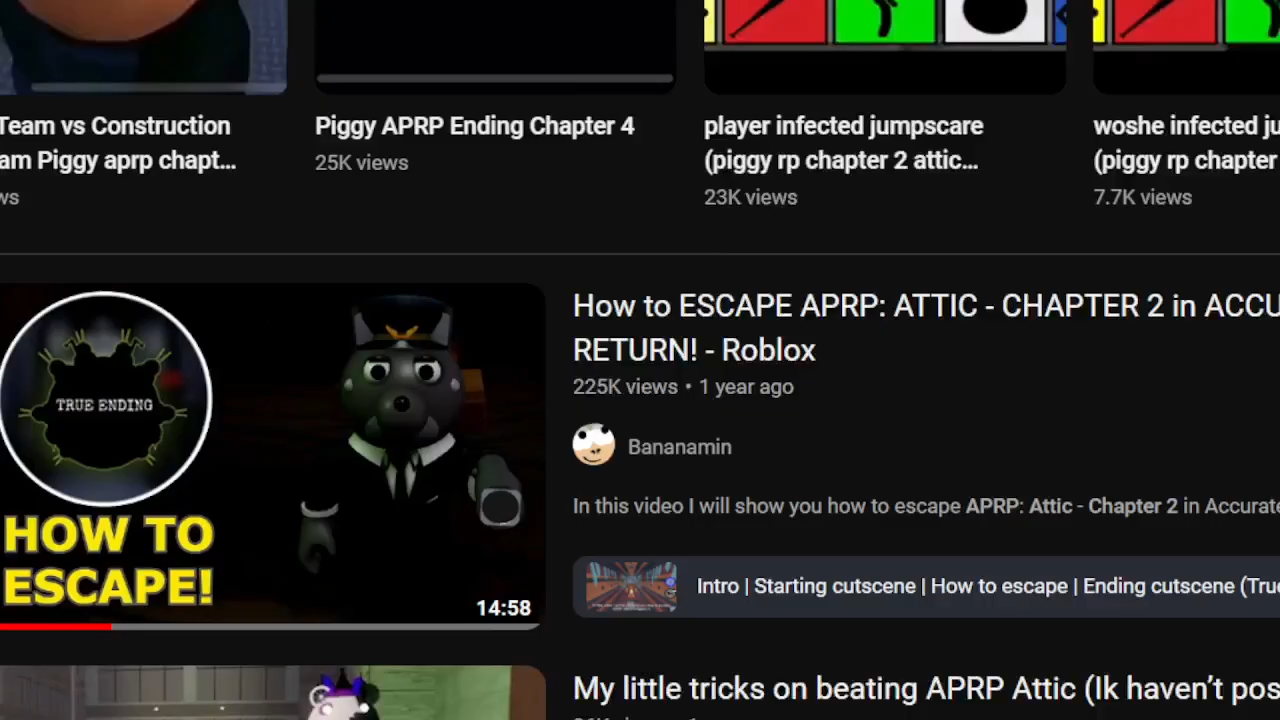 Team vs Construction
am Piggy aprp chapt...
ws
Piggy APRP Ending Chapter 4
25K views
player infected jumpscare
(piggy rp chapter 2 attic...
23K views
woshe infected ju
(piggy rp chapter
7.7K views
TRUE ENDING
HOW TO
ESCAPE!
14:58
How to ESCAPE APRP: ATTIC - CHAPTER 2 in ACCU
RETURN! - Roblox
225K views • 1 year ago
Bananamin
In this video I will show you how to escape APRP: Attic - Chapter 2 in Accurate
Intro | Starting cutscene | How to escape | Ending cutscene (True
My little tricks on beating APRP Attic (Ik haven't pos